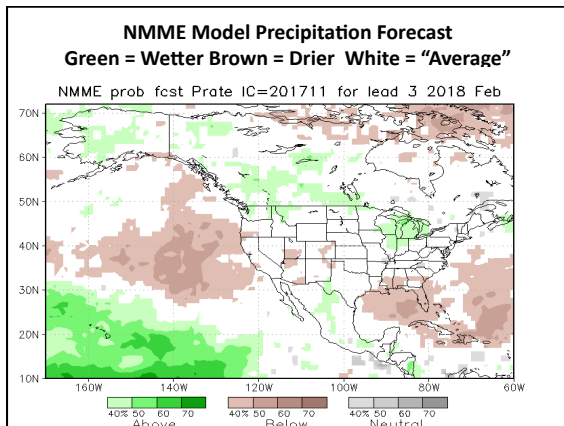 NMME Model Precipitation Forecast
Green = Wetter Brown = Drier White = “Average”
NMME prob fcst Prate IC=201711 for lead 3 2018 Feb
70N
60N
50N
40N
30N
20N
10N
160W 140W 120W 100W 80W 60W
40% 50 60 70 40% 50 60 70 40% 50 60 70
Above Below Neutral